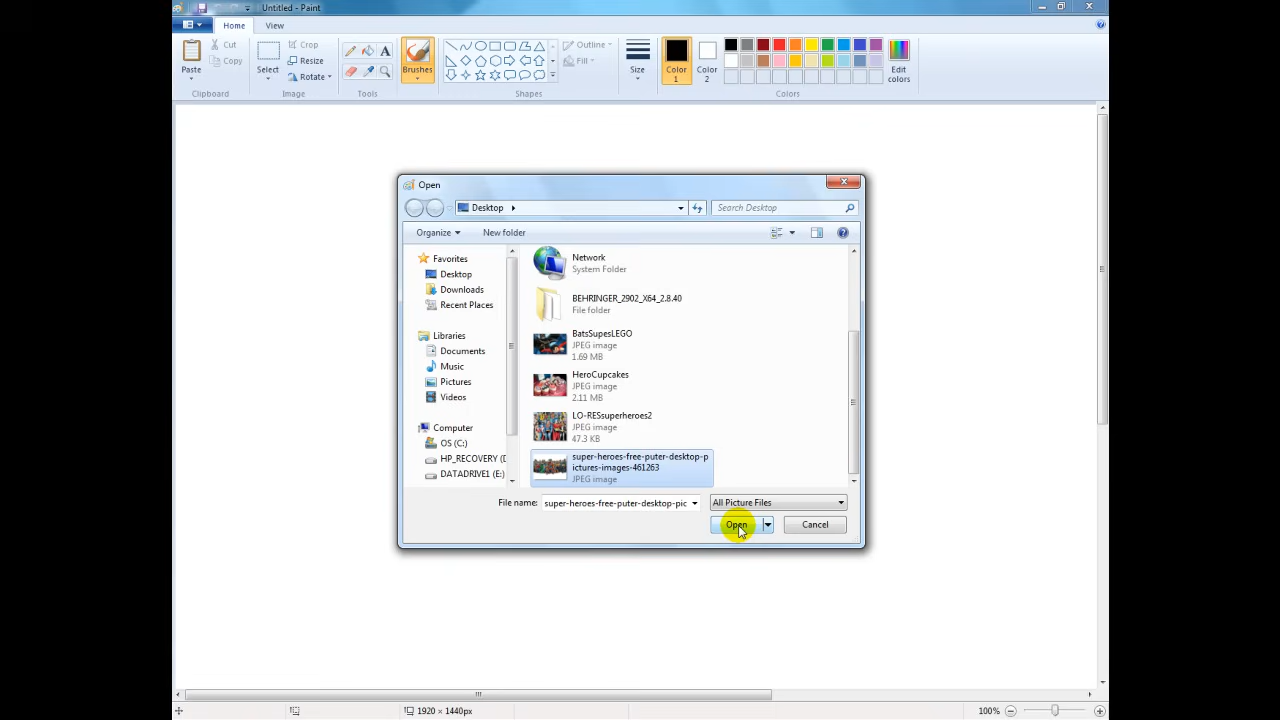 Untitled - Paint
Home View
Paste
Cut
Copy
Clipboard
Select
Crop
Resize
Rotate
Image
A
Tools
Brushes
Shapes
Outline
Fill
Size
Color
1
Color
2
Edit
colors
Colors
Open
Desktop
Search Desktop
Organize
New folder
Favorites
Desktop
Downloads
Recent Places
Libraries
Documents
Music
Pictures
Videos
Computer
OS (C:)
HP_RECOVERY (D
DATADRIVE1 (E:)
Network
System Folder
BEHRINGER_2902_X64_2.8.40
File folder
BatsSupesLEGO
JPEG image
1.69 MB
HeroCupcakes
JPEG image
2.11 MB
LO-RESsuperheroes2
JPEG image
47.3 KB
super-heroes-free-puter-desktop-p
ictures-images-461263
JPEG image
File name: super-heroes-free-puter-desktop-pic
All Picture Files
Open
Cancel
1920 × 1440px
100%